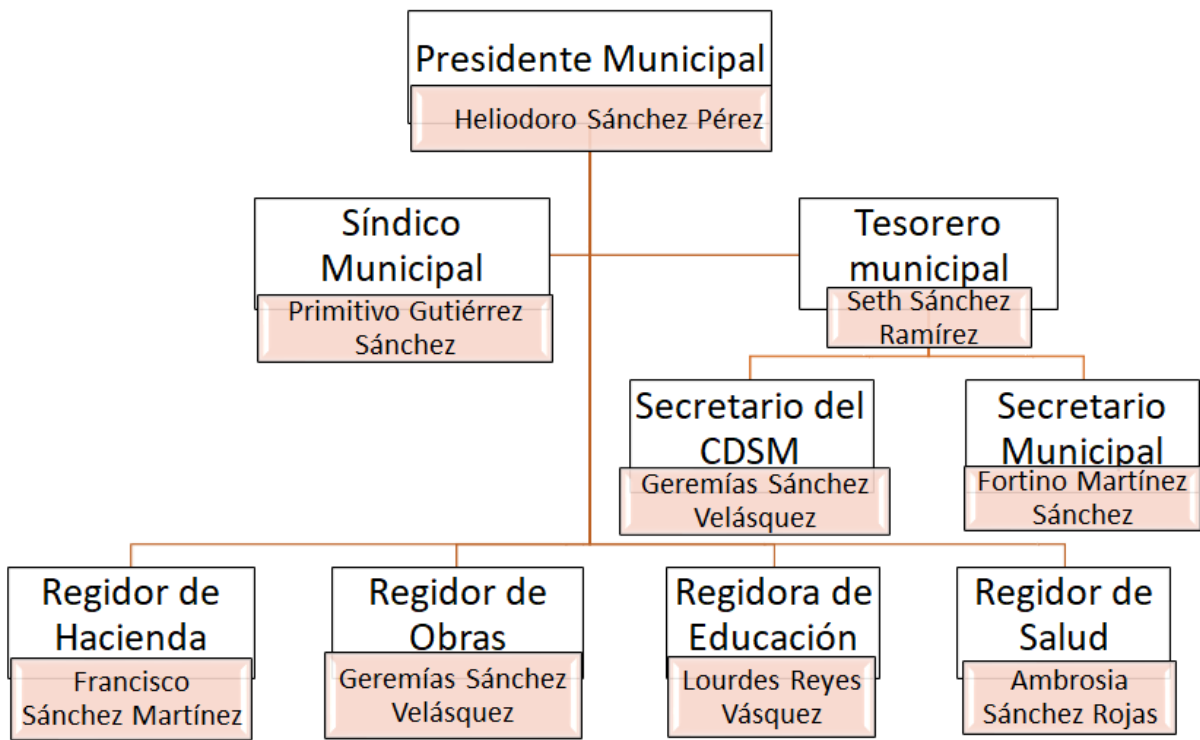 Presidente Municipal
Heliodoro Sánchez Pérez
Síndico
Municipal
Primitivo Gutiérrez
Sánchez
Tesorero
municipal
Seth Sánchez
Ramírez
Secretario del
CDSM
Geremías Sánchez
Velásquez
Secretario
Municipal
Fortino Martínez
Sánchez
Regidor de
Hacienda
Francisco
Sánchez Martínez
Regidor de
Obras
Geremías Sánchez
Velásquez
Regidora de
Educación
Lourdes Reyes
Vásquez
Regidor de
Salud
Ambrosia
Sánchez Rojas